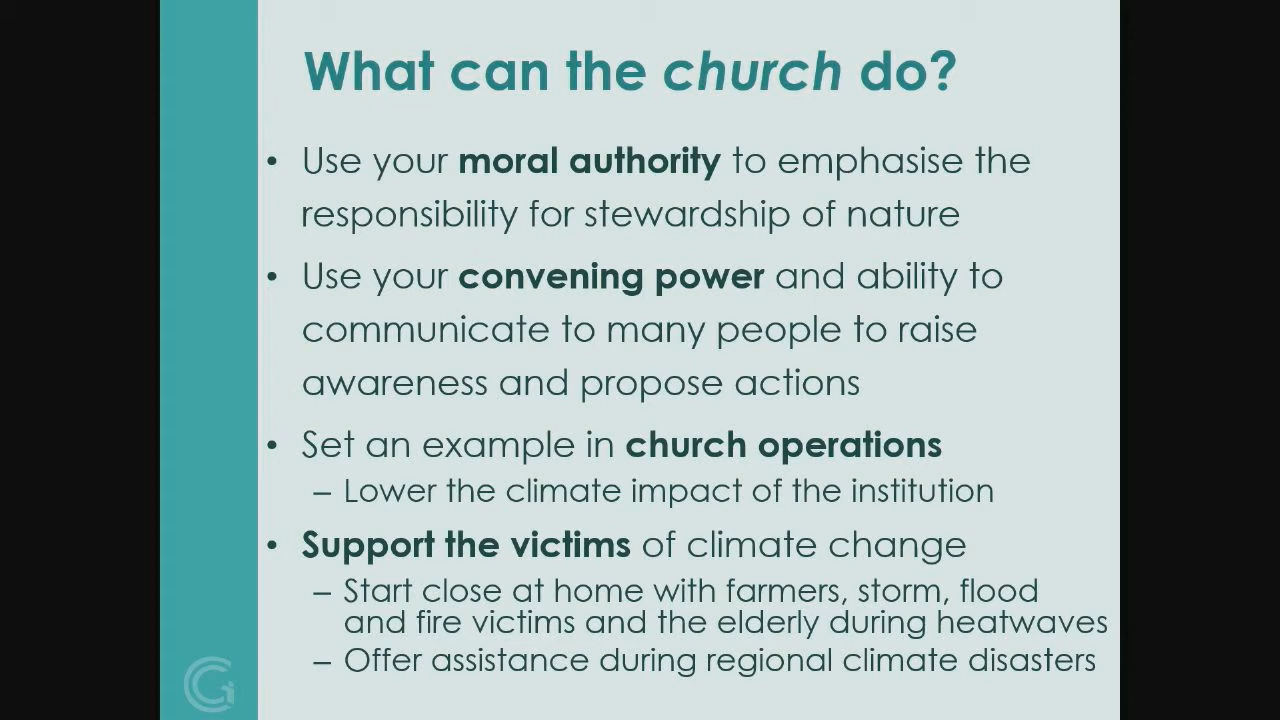 What can the church do?
• Use your moral authority to emphasise the
responsibility for stewardship of nature
• Use your convening power and ability to
communicate to many people to raise
awareness and propose actions
• Set an example in church operations
– Lower the climate impact of the institution
• Support the victims of climate change
– Start close at home with farmers, storm, flood
and fire victims and the elderly during heatwaves
– Offer assistance during regional climate disasters